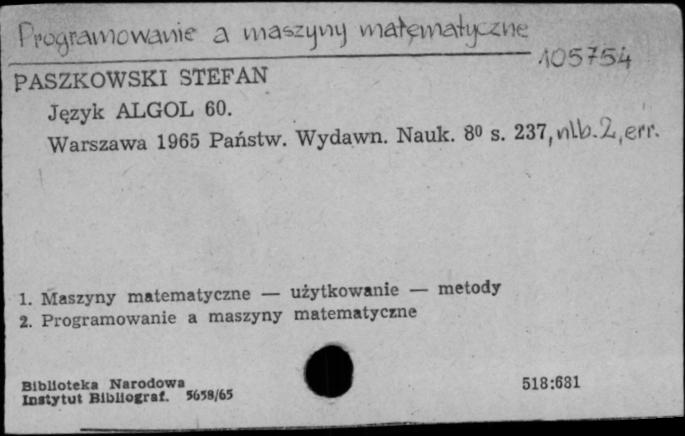 Programowanie a maszyny matematyczne
105754
PASZKOWSKI STEFAN
Język ALGOL 60.
Warszawa 1965 Państw. Wydawn. Nauk. 8⁰ s. 237, nlb. 2, err.
1. Maszyny matematyczne — użytkowanie — metody
2. Programowanie a maszyny matematyczne
Biblioteka Narodowa
Instytut Bibliograf. 5658/65
518:681